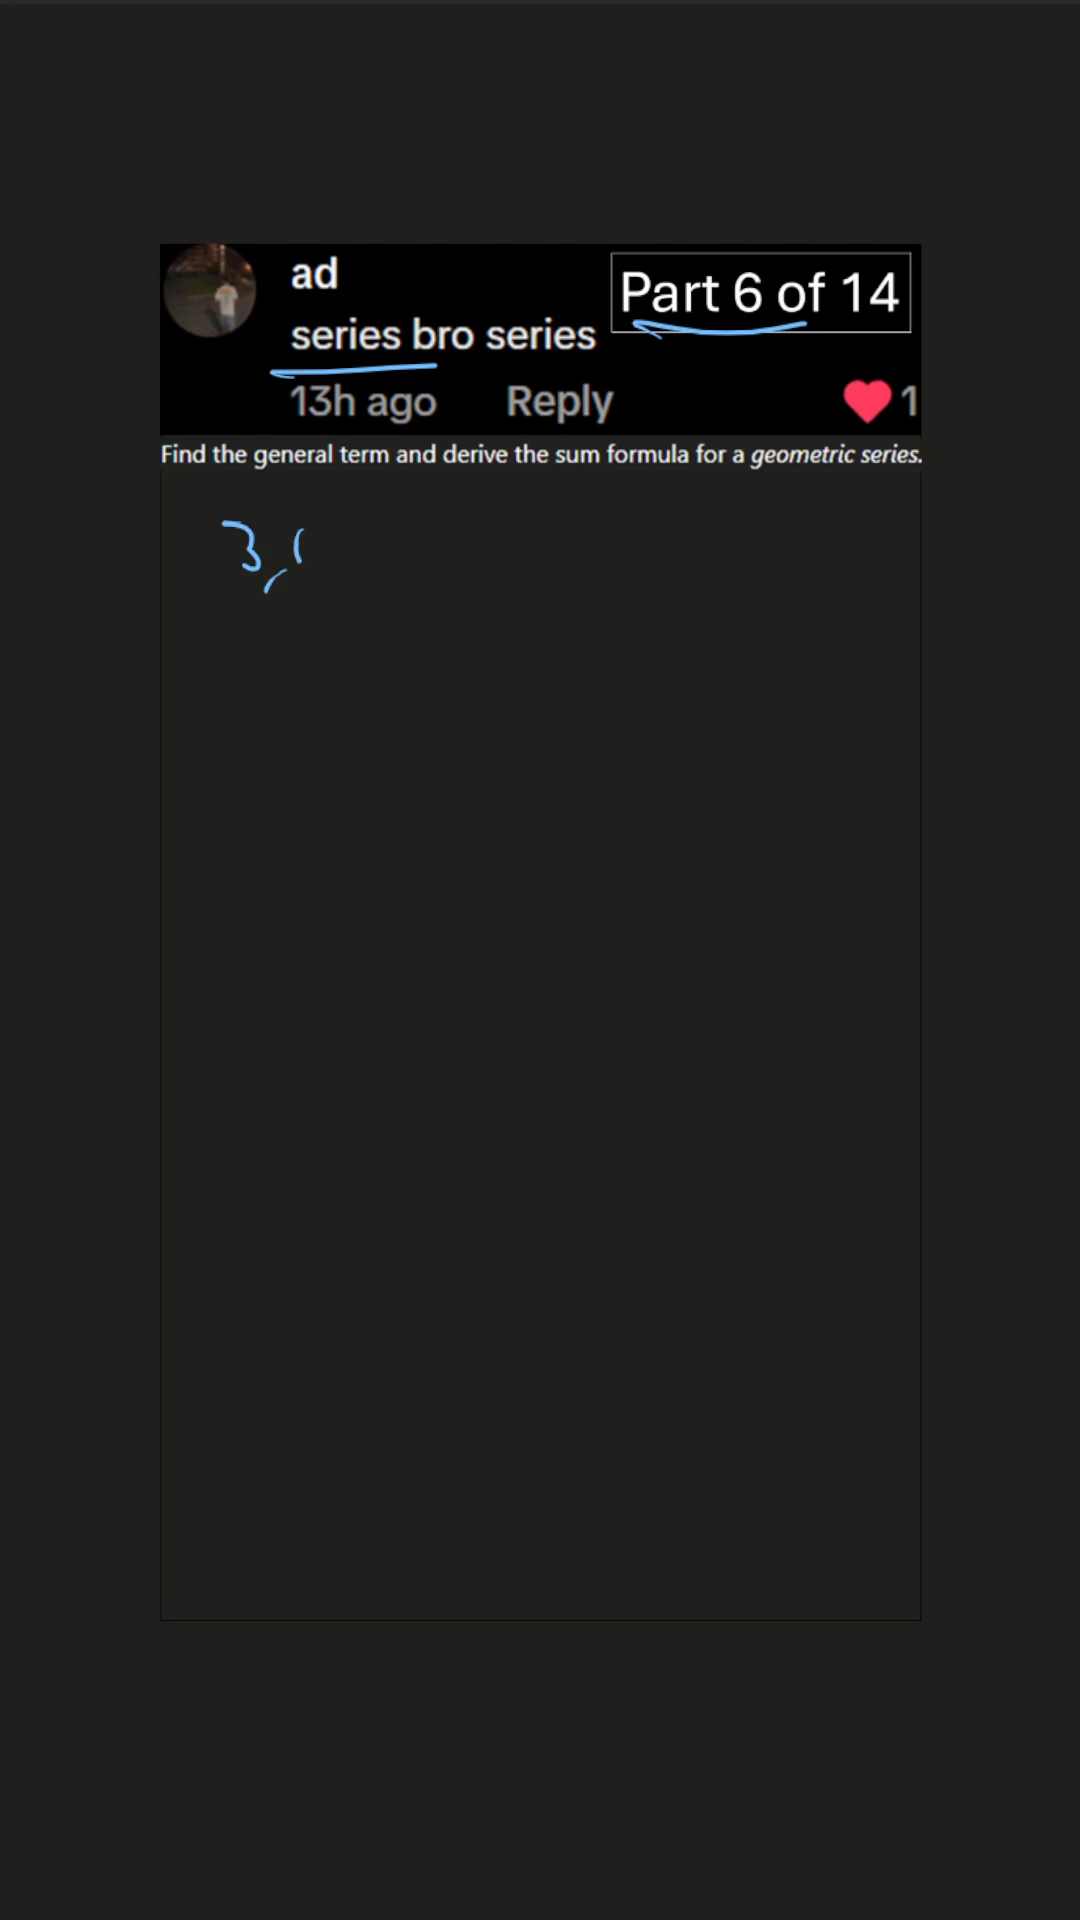 ad
Part 6 of 14
series bro series
13h ago Reply 1
Find the general term and derive the sum formula for a geometric series.
3,